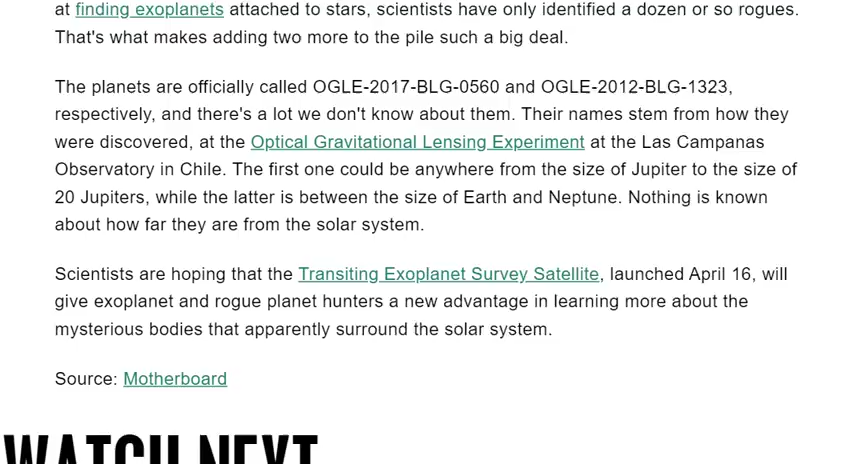 at finding exoplanets attached to stars, scientists have only identified a dozen or so rogues.
That's what makes adding two more to the pile such a big deal.
The planets are officially called OGLE-2017-BLG-0560 and OGLE-2012-BLG-1323,
respectively, and there's a lot we don't know about them. Their names stem from how they
were discovered, at the Optical Gravitational Lensing Experiment at the Las Campanas
Observatory in Chile. The first one could be anywhere from the size of Jupiter to the size of
20 Jupiters, while the latter is between the size of Earth and Neptune. Nothing is known
about how far they are from the solar system.
Scientists are hoping that the Transiting Exoplanet Survey Satellite, launched April 16, will
give exoplanet and rogue planet hunters a new advantage in learning more about the
mysterious bodies that apparently surround the solar system.
Source: Motherboard
WATCH NEXT